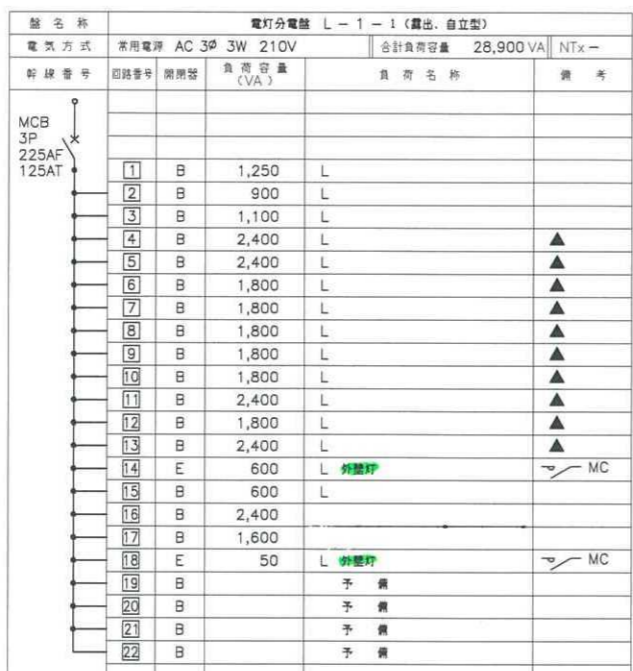 盤名称 電灯分電盤 L-1-1 (露出、自立型)
電気方式 常用電源 AC 3Ø 3W 210V 合計負荷容量 28,900 VA NTx-
幹線番号 回路番号 開閉器 負荷容量 (VA) 負荷名称 備考
MCB
3P
225AF
125AT
1 B 1,250 L
2 B 900 L
3 B 1,100 L
4 B 2,400 L ▲
5 B 2,400 L ▲
6 B 1,800 L ▲
7 B 1,800 L ▲
8 B 1,800 L ▲
9 B 1,800 L ▲
10 B 1,800 L ▲
11 B 2,400 L ▲
12 B 1,800 L ▲
13 B 2,400 L ▲
14 E 600 L 外壁灯 MC
15 B 600 L
16 B 2,400
17 B 1,600
18 E 50 L 外壁灯 MC
19 B 予備
20 B 予備
21 B 予備
22 B 予備